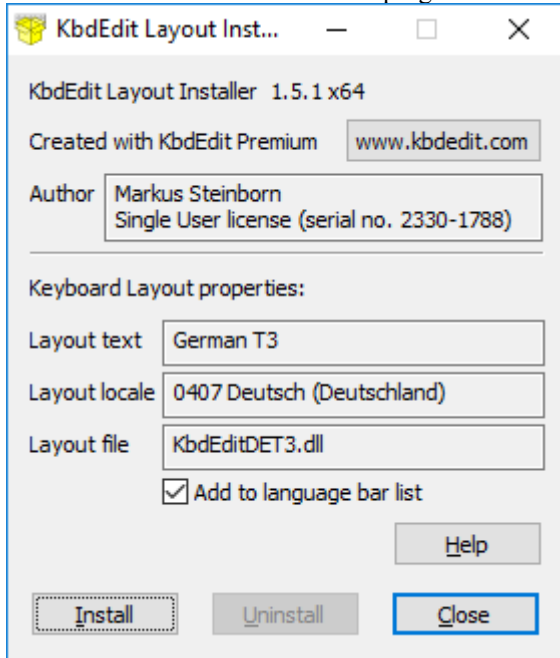 KbdEdit Layout Inst...
KbdEdit Layout Installer 1.5.1 x64
Created with KbdEdit Premium www.kbdedit.com
Author Markus Steinborn
Single User license (serial no. 2330-1788)
Keyboard Layout properties:
Layout text German T3
Layout locale 0407 Deutsch (Deutschland)
Layout file KbdEditDET3.dll
Add to language bar list
Help
Install Uninstall Close